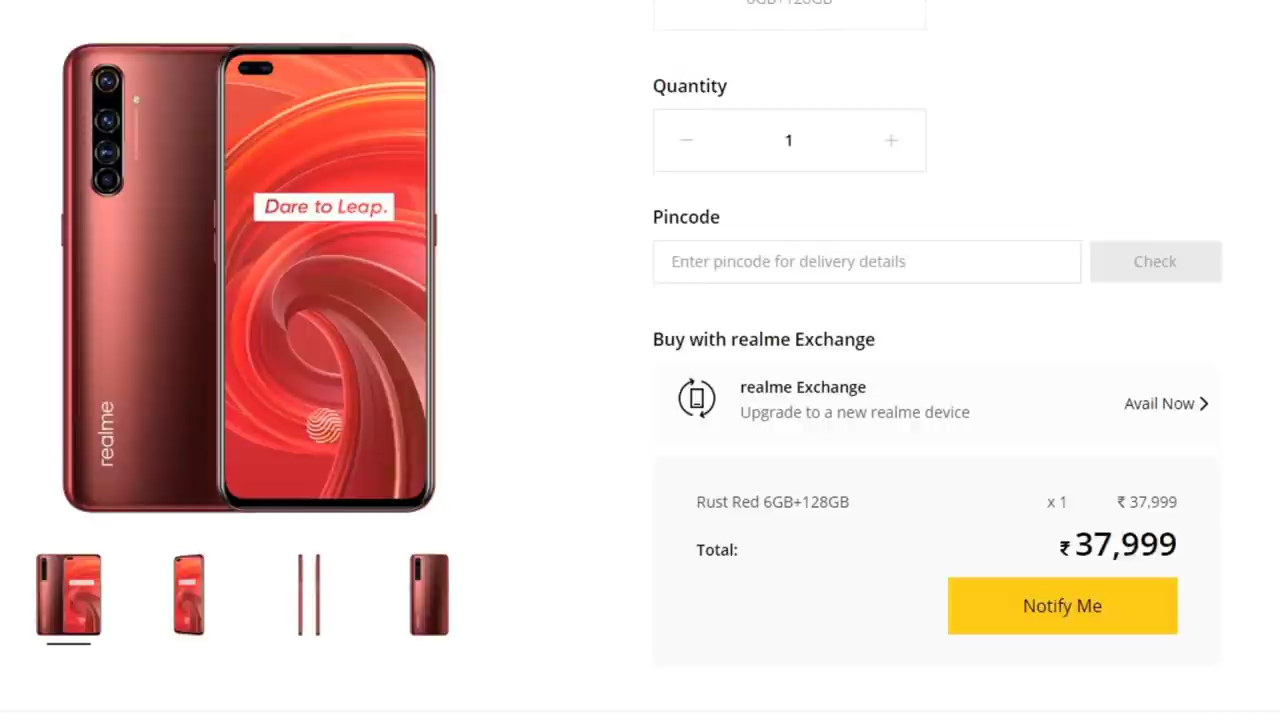 6GB+128GB
Quantity
1
Pincode
Enter pincode for delivery details
Check
Buy with realme Exchange
realme Exchange
Upgrade to a new realme device
Avail Now
Rust Red 6GB+128GB x 1 ₹ 37,999
Total: ₹ 37,999
Notify Me
Dare to Leap.
realme